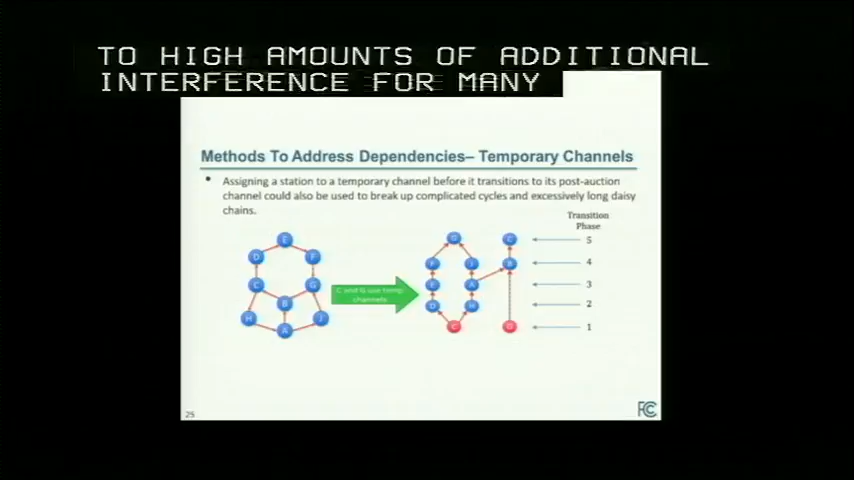 TO HIGH AMOUNTS OF ADDITIONAL
INTERFERENCE FOR MANY
Methods To Address Dependencies– Temporary Channels
• Assigning a station to a temporary channel before it transitions to its post-auction
channel could also be used to break up complicated cycles and excessively long daisy
chains.
Transition
Phase
E
D F
C G
B
H J
A
C and G use temp
channels
G C 5
F J B 4
E A 3
D H 2
C G 1
25
FCC